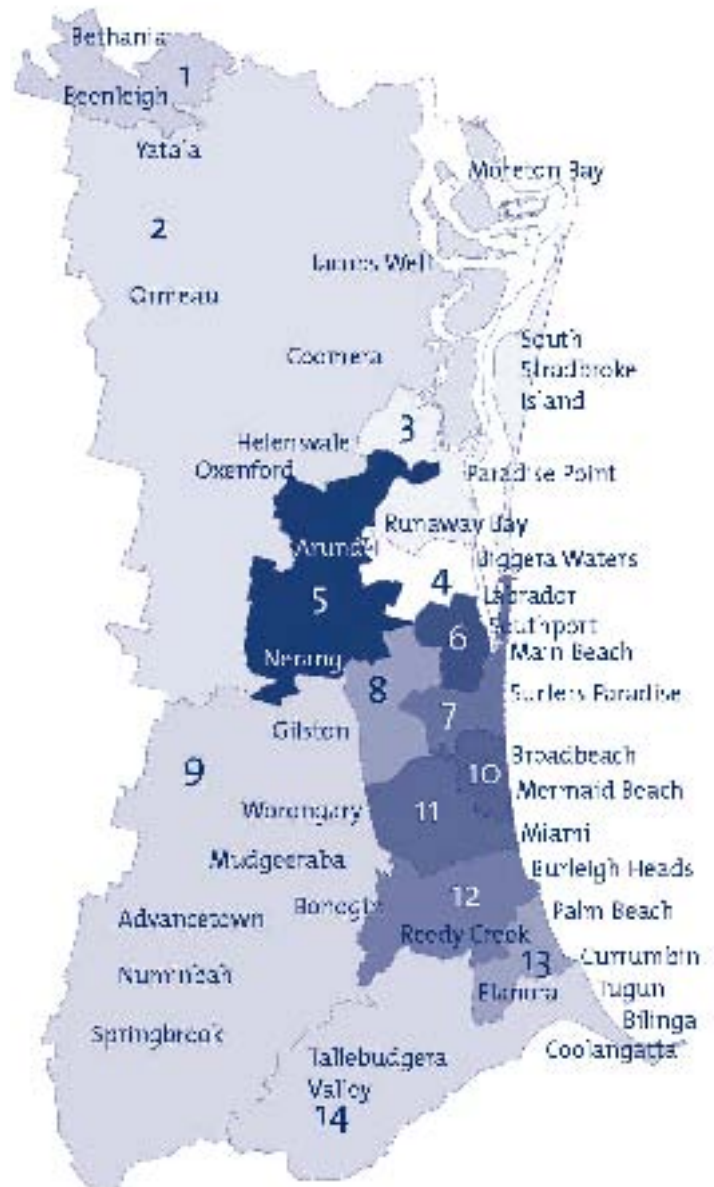 Bethania
1
Beenleigh
Yatala
Moreton Bay
2
Jacobs Well
Ormeau
South
Stradbroke
Island
Coomera
3
Helensvale
Oxenford
Paradise Point
Runaway Bay
Arundel
Biggera Waters
4
5
Labrador
Southport
6
Main Beach
Nerang
8
Surfers Paradise
7
Gilston
Broadbeach
9
10
Mermaid Beach
Worongary
11
Miami
Mudgeeraba
Burleigh Heads
12
Bonogin
Palm Beach
Advancetown
Reedy Creek
Currumbin
13
Numinbah
Elanora
Tugun
Bilinga
Springbrook
Coolangatta
Tallebudgera
Valley
14